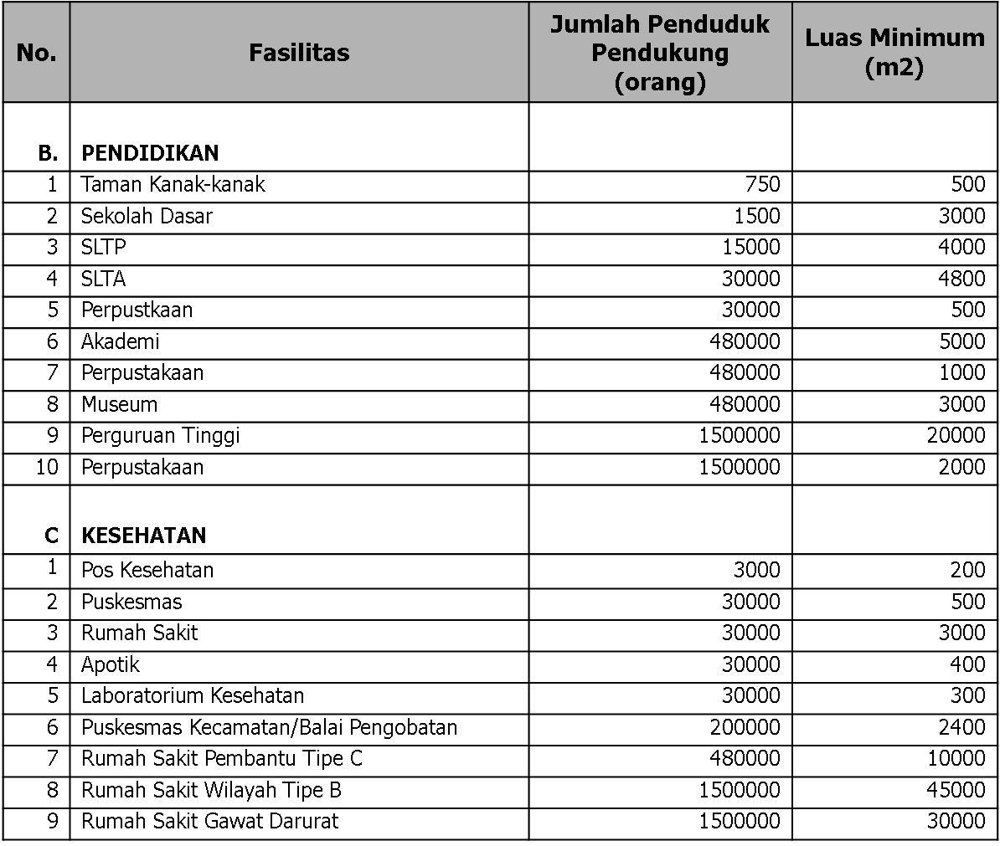 No. Fasilitas Jumlah Penduduk Pendukung (orang) Luas Minimum (m2)
B. PENDIDIKAN
1 Taman Kanak-kanak 750 500
2 Sekolah Dasar 1500 3000
3 SLTP 15000 4000
4 SLTA 30000 4800
5 Perpustkaan 30000 500
6 Akademi 480000 5000
7 Perpustakaan 480000 1000
8 Museum 480000 3000
9 Perguruan Tinggi 1500000 20000
10 Perpustakaan 1500000 2000
C KESEHATAN
1 Pos Kesehatan 3000 200
2 Puskesmas 30000 500
3 Rumah Sakit 30000 3000
4 Apotik 30000 400
5 Laboratorium Kesehatan 30000 300
6 Puskesmas Kecamatan/Balai Pengobatan 200000 2400
7 Rumah Sakit Pembantu Tipe C 480000 10000
8 Rumah Sakit Wilayah Tipe B 1500000 45000
9 Rumah Sakit Gawat Darurat 1500000 30000